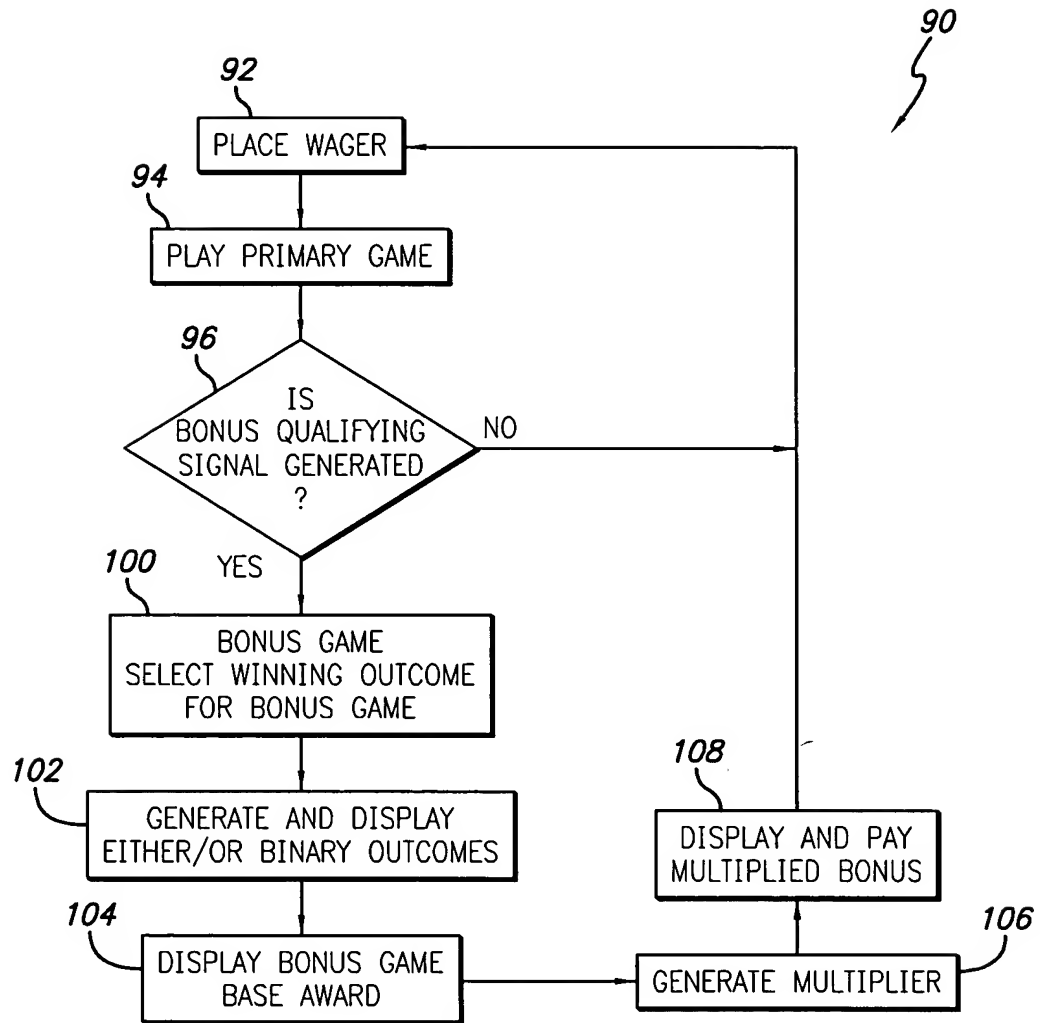 90
92
PLACE WAGER
94
PLAY PRIMARY GAME
96
IS
BONUS QUALIFYING
SIGNAL GENERATED
?
NO
YES
100
BONUS GAME
SELECT WINNING OUTCOME
FOR BONUS GAME
102
GENERATE AND DISPLAY
EITHER/OR BINARY OUTCOMES
104
DISPLAY BONUS GAME
BASE AWARD
106
GENERATE MULTIPLIER
108
DISPLAY AND PAY
MULTIPLIED BONUS